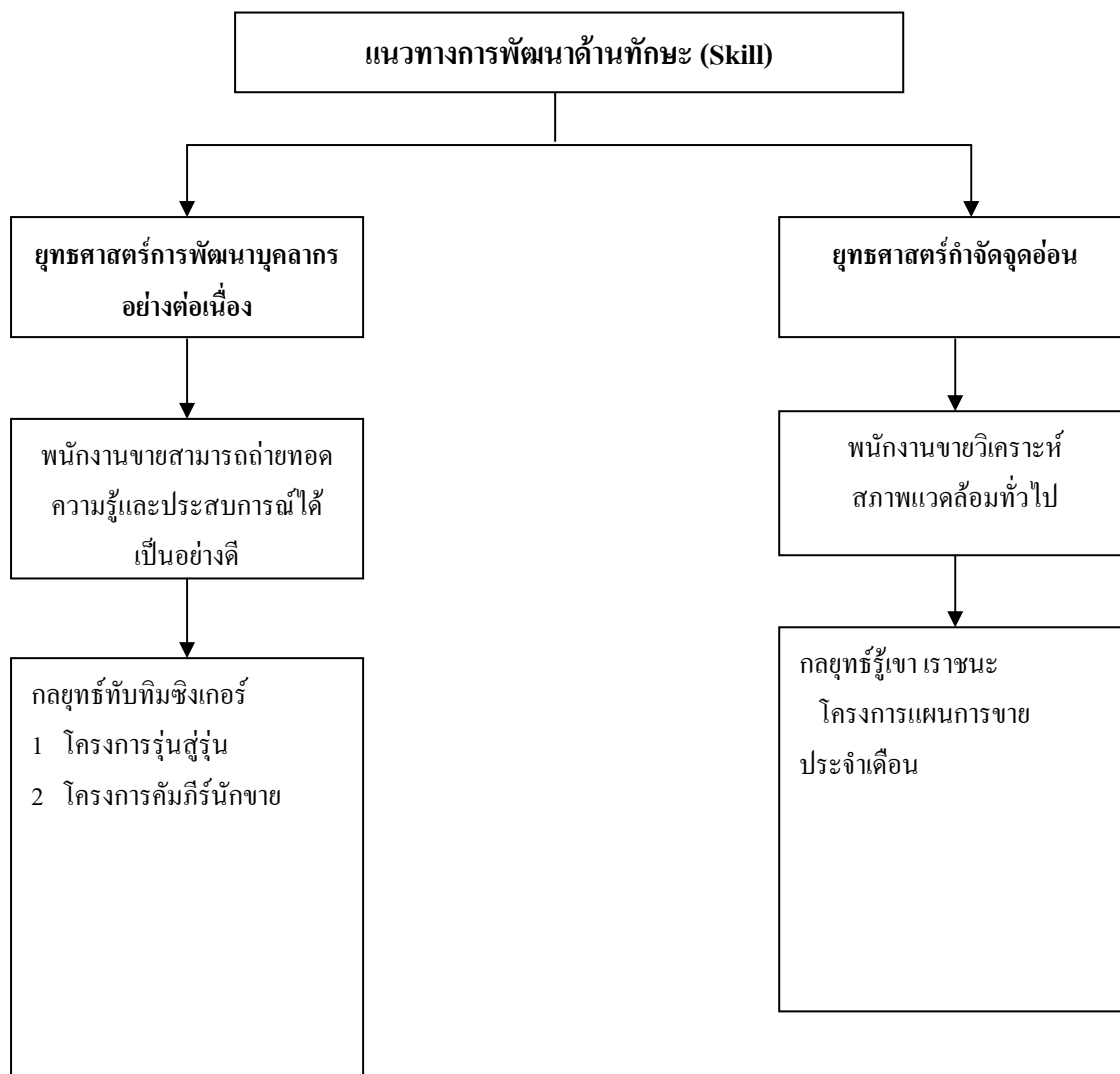 แนวทางการพัฒนาด้านทักษะ (Skill)
ยุทธศาสตร์การพัฒนาบุคลากร
อย่างต่อเนื่อง
พนักงานขายสามารถถ่ายทอด
ความรู้และประสบการณ์ได้
เป็นอย่างดี
กลยุทธ์ทับทิมซิงเกอร์
1 โครงการรุ่นสู่รุ่น
2 โครงการคัมภีร์นักขาย
ยุทธศาสตร์กำจัดจุดอ่อน
พนักงานขายวิเคราะห์
สภาพแวดล้อมทั่วไป
กลยุทธ์รู้เขา เราชนะ
โครงการแผนการขาย
ประจำเดือน